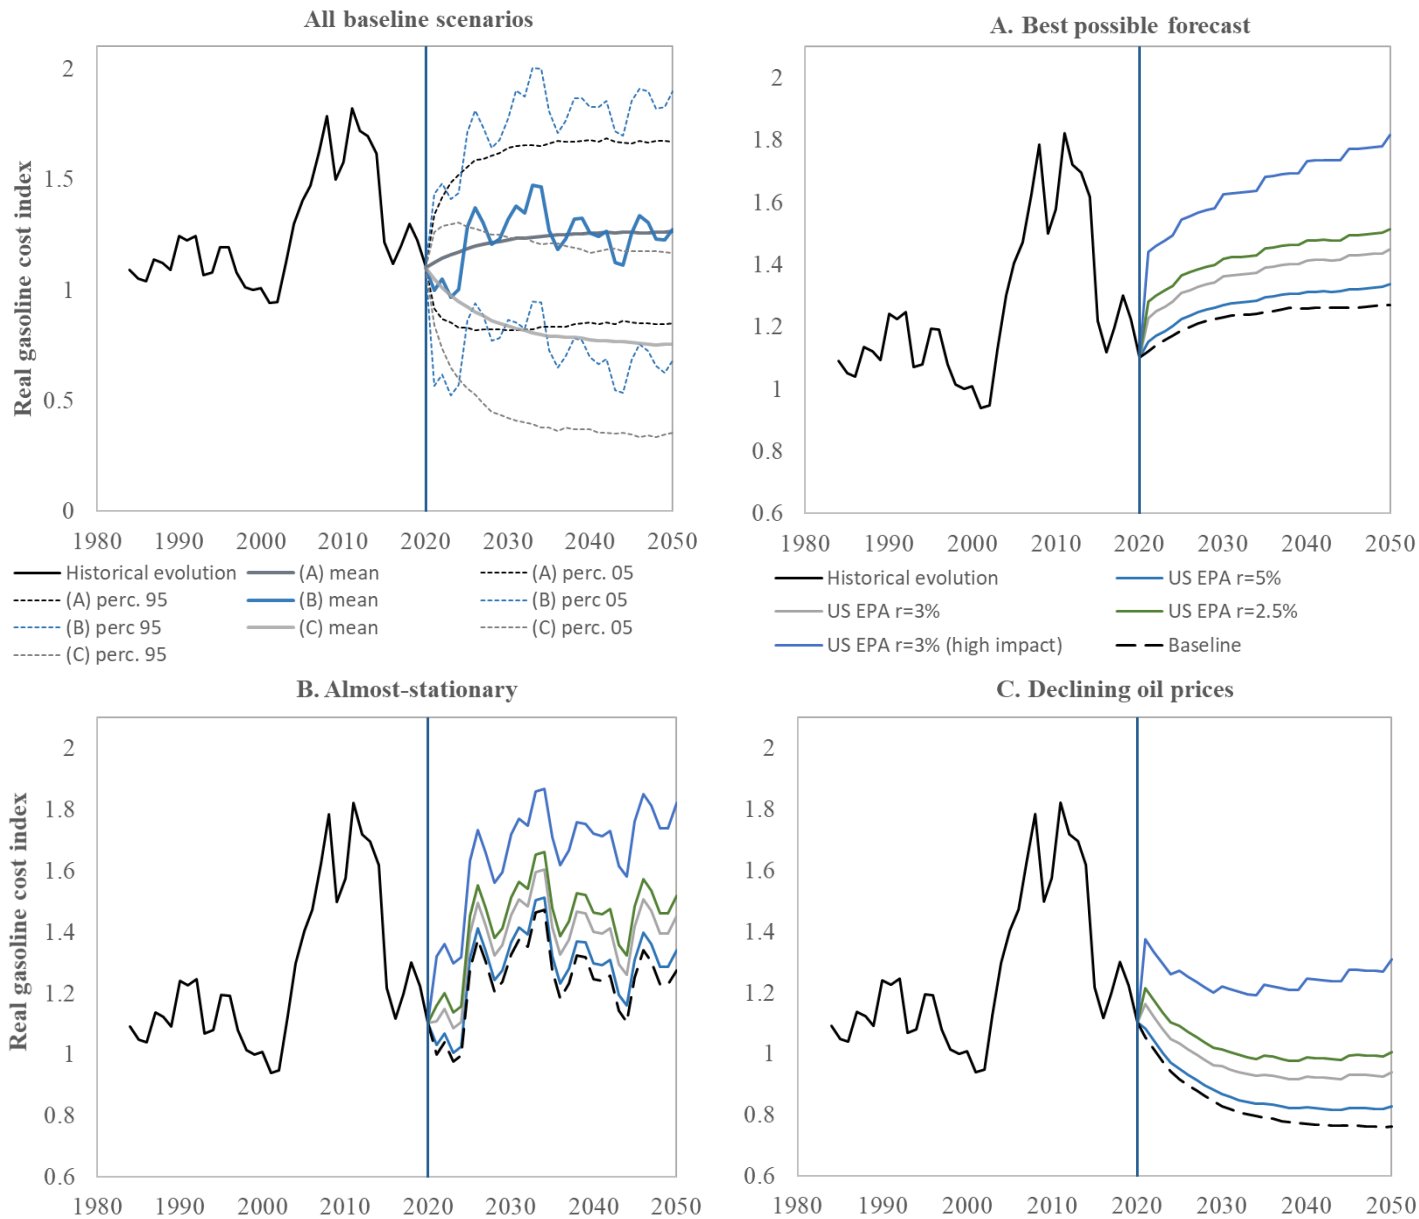 All baseline scenarios
Real gasoline cost index
2
1.5
1
0.5
0
1980 1990 2000 2010 2020 2030 2040 2050
Historical evolution (A) mean (A) perc. 05
(A) perc. 95 (B) mean (B) perc 05
(B) perc 95 (C) mean (C) perc. 05
(C) perc. 95
A. Best possible forecast
2
1.8
1.6
1.4
1.2
1
0.8
0.6
1980 1990 2000 2010 2020 2030 2040 2050
Historical evolution US EPA r=5%
US EPA r=3% US EPA r=2.5%
US EPA r=3% (high impact) Baseline
B. Almost-stationary
Real gasoline cost index
2
1.8
1.6
1.4
1.2
1
0.8
0.6
1980 1990 2000 2010 2020 2030 2040 2050
C. Declining oil prices
2
1.8
1.6
1.4
1.2
1
0.8
0.6
1980 1990 2000 2010 2020 2030 2040 2050